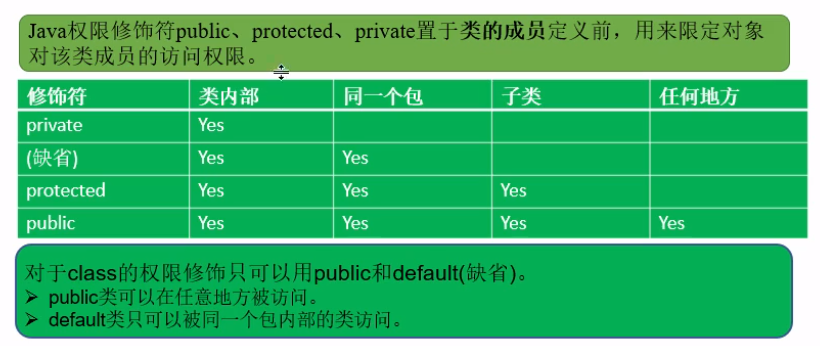 Java权限修饰符public、protected、private置于类的成员定义前，用来限定对象
对该类成员的访问权限。
修饰符 类内部 同一个包 子类 任何地方
private Yes
(缺省) Yes Yes
protected Yes Yes Yes
public Yes Yes Yes Yes
对于class的权限修饰只可以用public和default(缺省)。
➢ public类可以在任意地方被访问。
➢ default类只可以被同一个包内部的类访问。